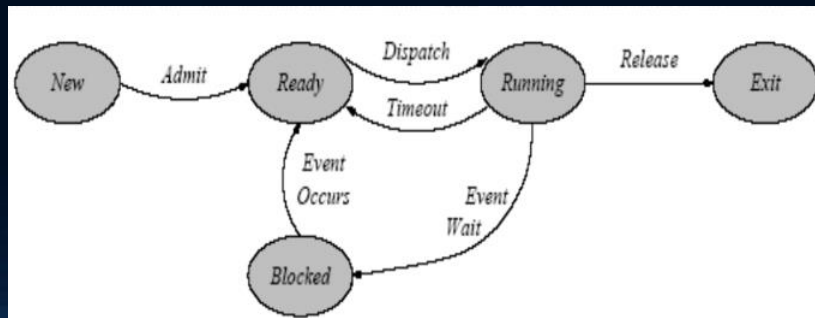 Dispatch
Release
Admit
New
Ready
Running
Exit
Timeout
Event
Occurs
Event
Wait
Blocked